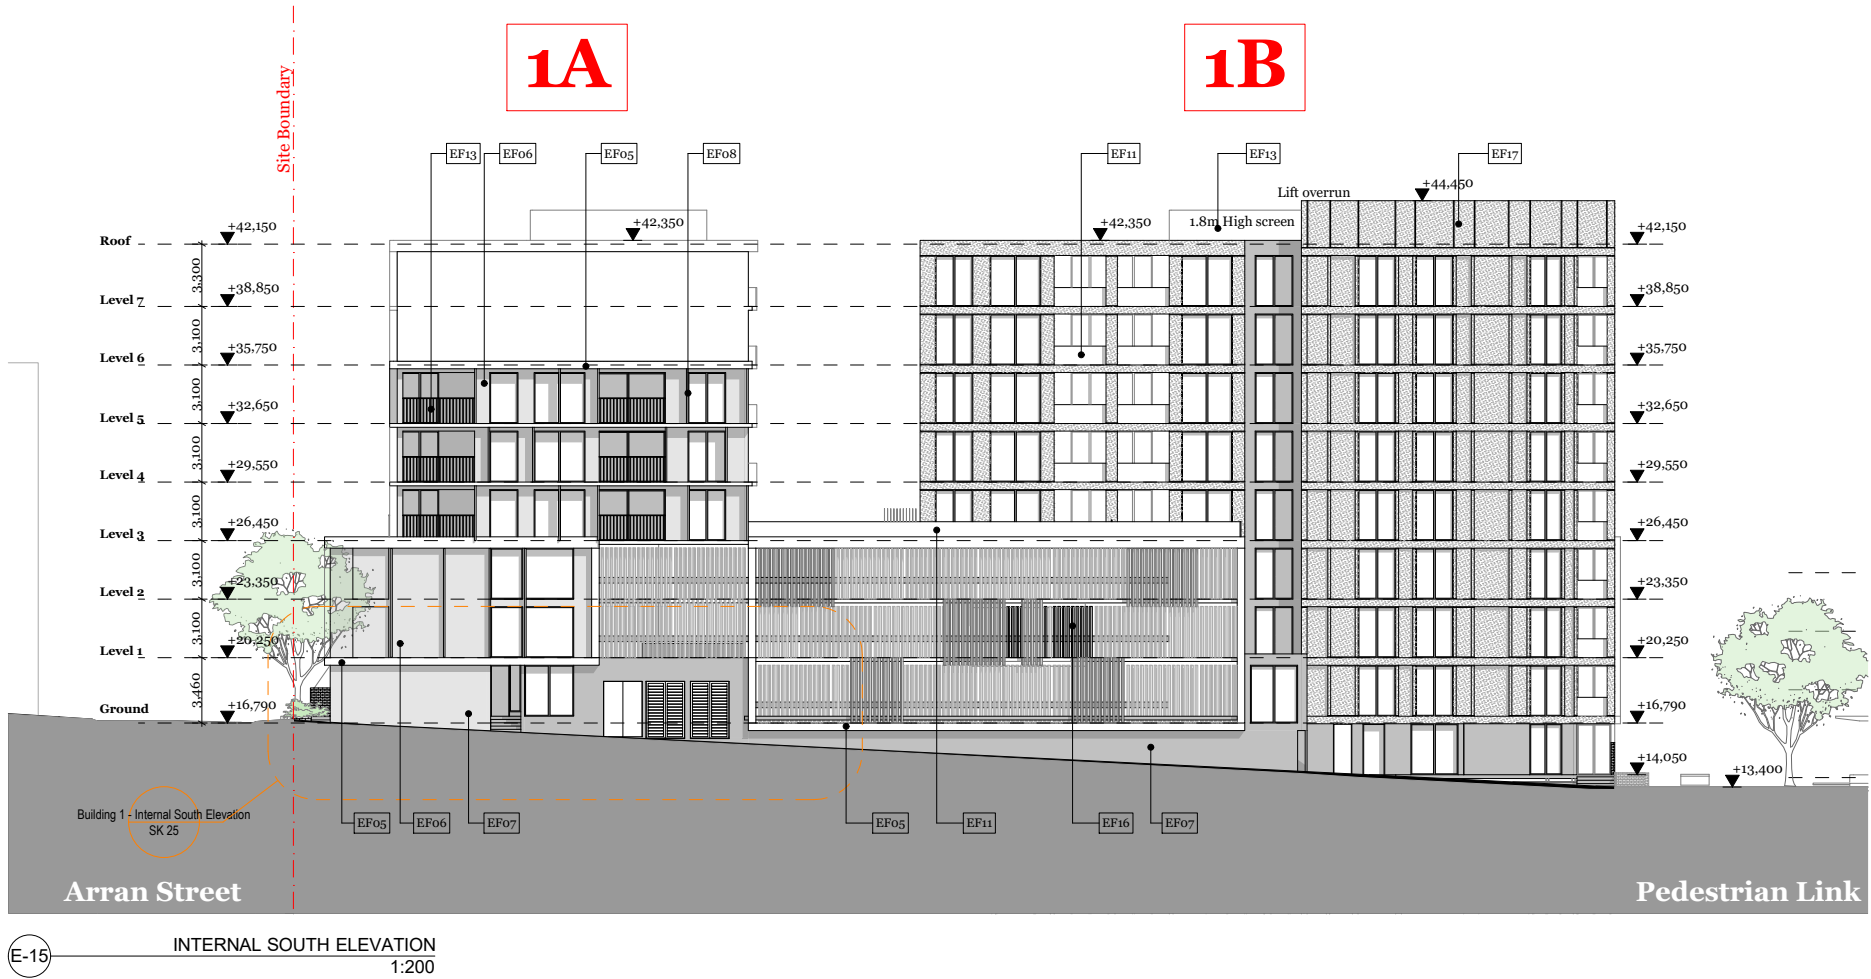 1A
1B
Site Boundary
EF13
EF06
EF05
EF08
EF11
EF13
EF17
Lift overrun
+44,450
1.8m High screen
+42,350
+42,350
Roof
+42,150
+42,150
3,300
Level 7
+38,850
+38,850
3,100
Level 6
+35,750
+35,750
3,100
Level 5
+32,650
+32,650
3,100
Level 4
+29,550
+29,550
3,100
Level 3
+26,450
+26,450
3,100
Level 2
+23,350
+23,350
3,100
Level 1
+20,250
+20,250
3,460
Ground
+16,790
+16,790
+14,050
+13,400
Building 1 - Internal South Elevation
SK 25
EF05
EF06
EF07
EF05
EF11
EF16
EF07
Arran Street
Pedestrian Link
E-15
INTERNAL SOUTH ELEVATION
1:200